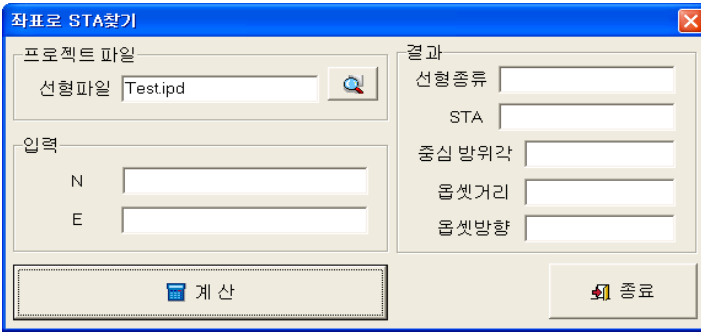 좌표로 STA찾기
프로젝트 파일
선형파일 Test.ipd
입력
N
E
계 산
결과
선형종류
STA
중심 방위각
옵셋거리
옵셋방향
종료